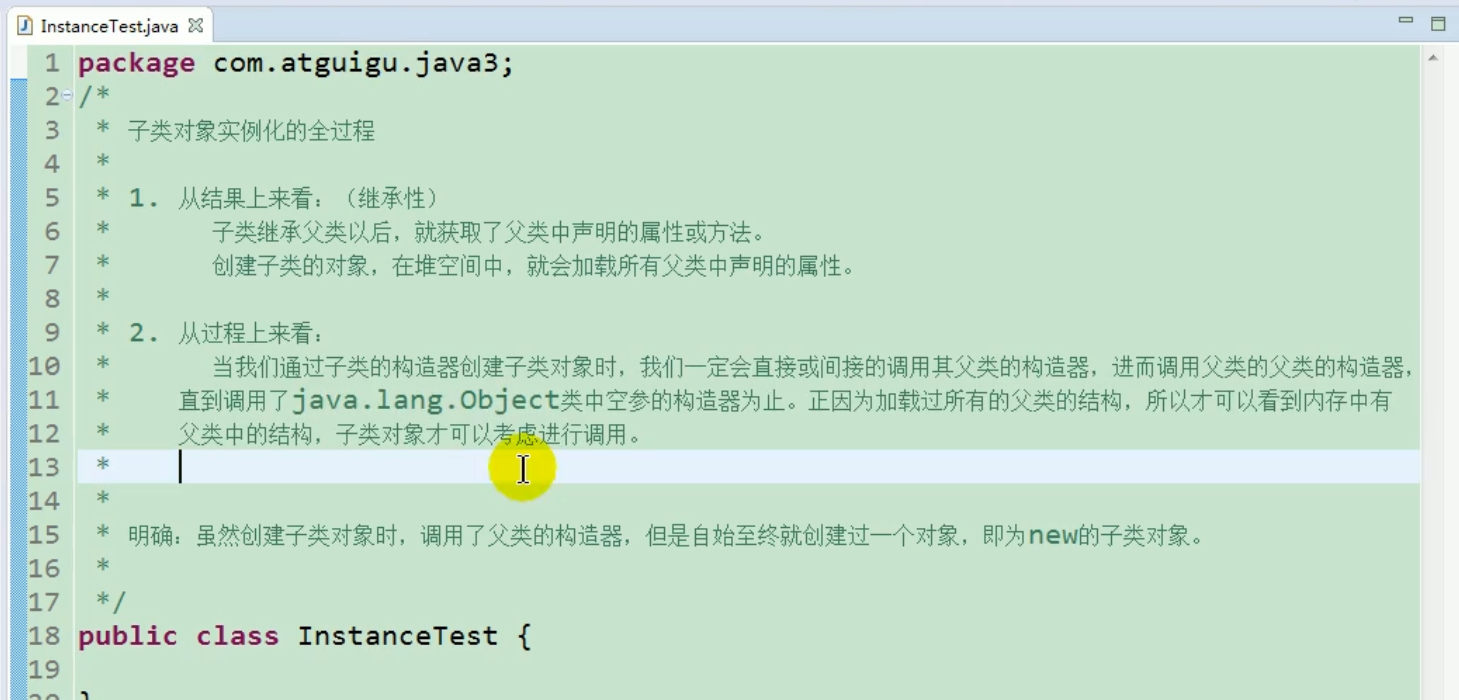 InstanceTest.java
1 package com.atguigu.java3;
2 /*
3 * 子类对象实例化的全过程
4 *
5 * 1. 从结果上来看:（继承性）
6 * 子类继承父类以后，就获取了父类中声明的属性或方法。
7 * 创建子类的对象，在堆空间中，就会加载所有父类中声明的属性。
8 *
9 * 2. 从过程上来看:
10 * 当我们通过子类的构造器创建子类对象时，我们一定会直接或间接的调用其父类的构造器，进而调用父类的父类的构造器，
11 * 直到调用了java.lang.Object类中空参的构造器为止。正因为加载过所有的父类的结构，所以才可以看到内存中有
12 * 父类中的结构，子类对象才可以考虑进行调用。
13 *
14 *
15 * 明确: 虽然创建子类对象时，调用了父类的构造器，但是自始至终就创建过一个对象，即为new的子类对象。
16 *
17 */
18 public class InstanceTest {
19
20 }